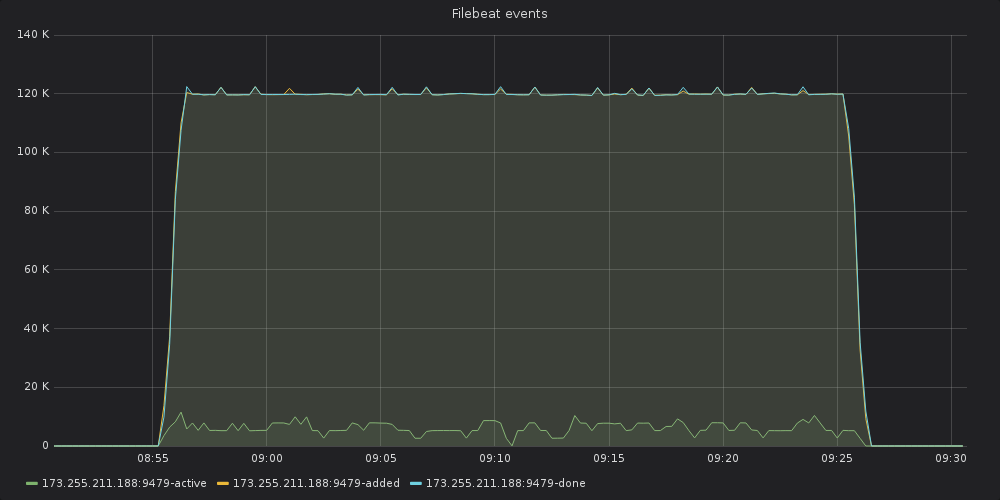 Filebeat events
140 K
120 K
100 K
80 K
60 K
40 K
20 K
0
08:55 09:00 09:05 09:10 09:15 09:20 09:25 09:30
173.255.211.188:9479-active 173.255.211.188:9479-added 173.255.211.188:9479-done